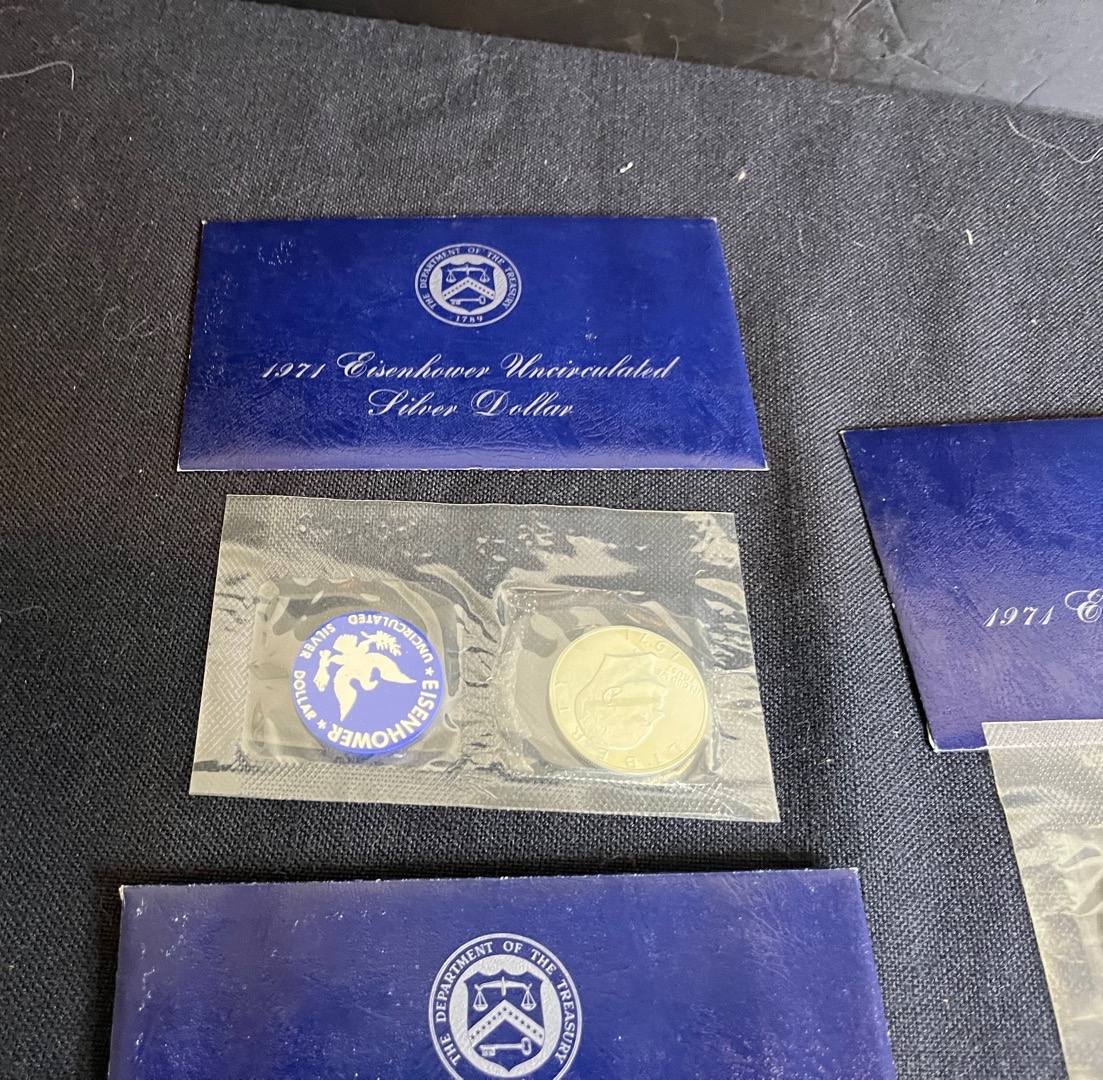 THE DEPARTMENT OF THE TREASURY
1789
1971 Eisenhower Uncirculated
Silver Dollar
1971 E
EISENHOWER
UNCIRCULATED
SILVER DOLLAR
LIBERTY
1971
THE DEPARTMENT OF THE TREASURY